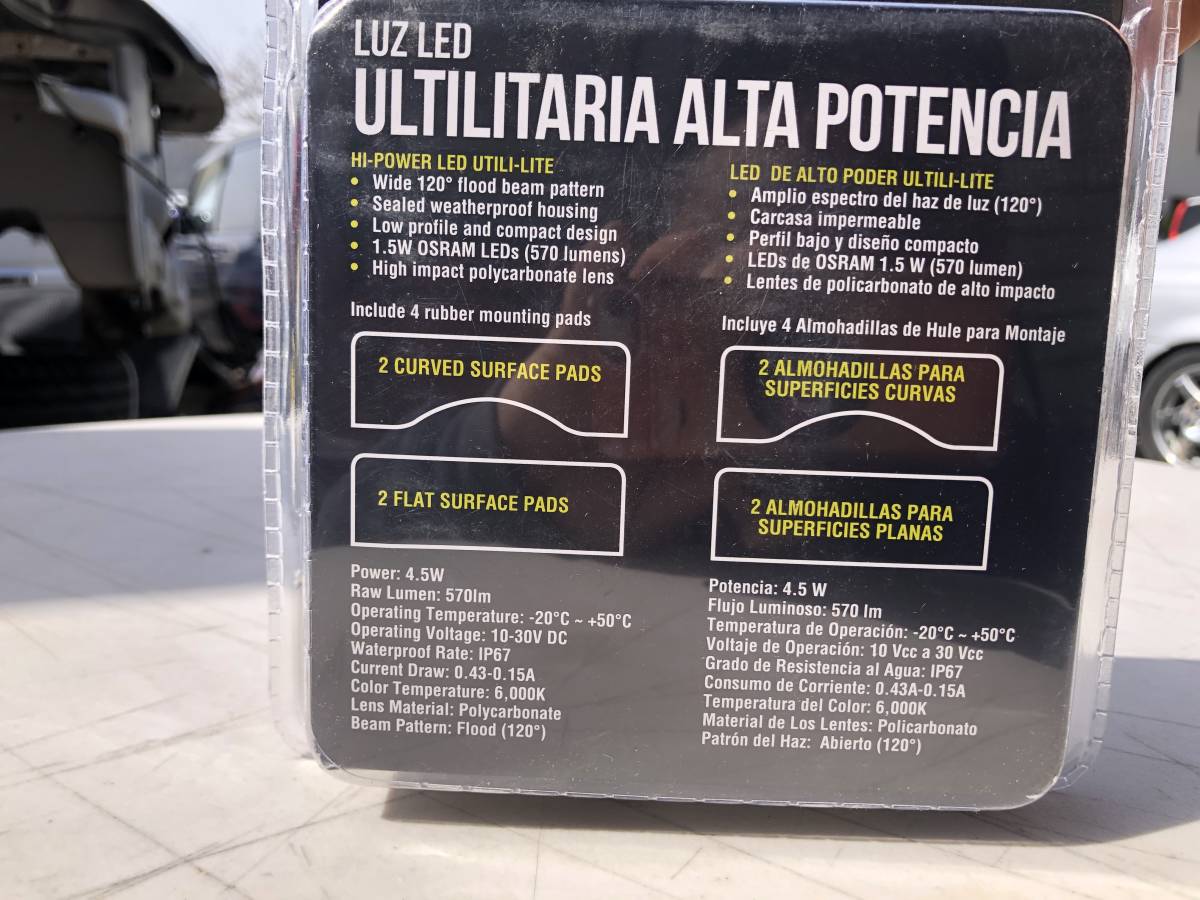 LUZ LED
ULTILITARIA ALTA POTENCIA
HI-POWER LED UTILI-LITE
• Wide 120° flood beam pattern
• Sealed weatherproof housing
• Low profile and compact design
• 1.5W OSRAM LEDs (570 lumens)
• High impact polycarbonate lens
Include 4 rubber mounting pads
2 CURVED SURFACE PADS
2 FLAT SURFACE PADS
Power: 4.5W
Raw Lumen: 570lm
Operating Temperature: -20°C ~ +50°C
Operating Voltage: 10-30V DC
Waterproof Rate: IP67
Current Draw: 0.43-0.15A
Color Temperature: 6,000K
Lens Material: Polycarbonate
Beam Pattern: Flood (120°)
LED DE ALTO PODER ULTILI-LITE
• Amplio espectro del haz de luz (120°)
• Carcasa impermeable
• Perfil bajo y diseño compacto
• LEDs de OSRAM 1.5 W (570 lumen)
• Lentes de policarbonato de alto impacto
Incluye 4 Almohadillas de Hule para Montaje
2 ALMOHADILLAS PARA
SUPERFICIES CURVAS
2 ALMOHADILLAS PARA
SUPERFICIES PLANAS
Potencia: 4.5 W
Flujo Luminoso: 570 lm
Temperatura de Operación: -20°C ~ +50°C
Voltaje de Operación: 10 Vcc a 30 Vcc
Grado de Resistencia al Agua: IP67
Consumo de Corriente: 0.43A-0.15A
Temperatura del Color: 6,000K
Material de Los Lentes: Policarbonato
Patrón del Haz: Abierto (120°)